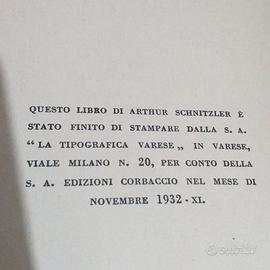 QUESTO LIBRO DI ARTHUR SCHNITZLER È
STATO FINITO DI STAMPARE DALLA S. A.
"LA TIPOGRAFICA VARESE„ IN VARESE,
VIALE MILANO N. 20, PER CONTO DELLA
S. A. EDIZIONI CORBACCIO NEL MESE DI
NOVEMBRE 1932-XI.
subito